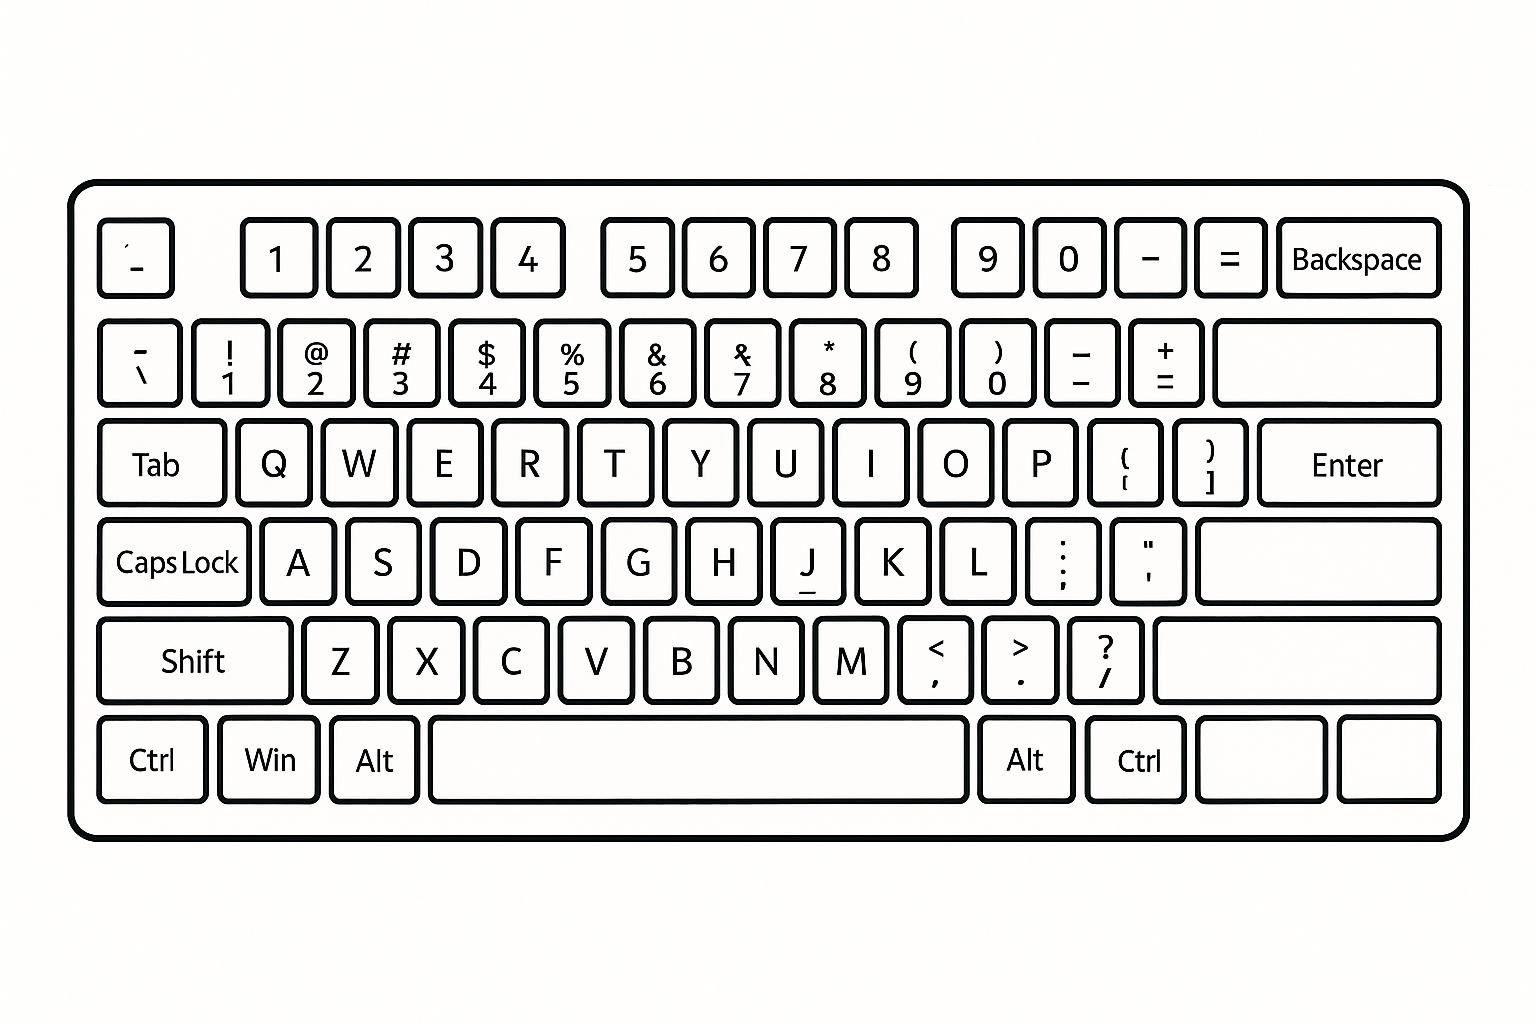 ´ - 1 2 3 4 5 6 7 8 9 0 - = Backspace
- ! @ # $ % & & * ( ) – +
\ 1 2 3 4 5 6 7 8 9 0 – =
Tab Q W E R T Y U I O P ( [ ) ] Enter
Caps Lock A S D F G H J K L : ; " '
Shift Z X C V B N M < , > . ? /
Ctrl Win Alt Alt Ctrl